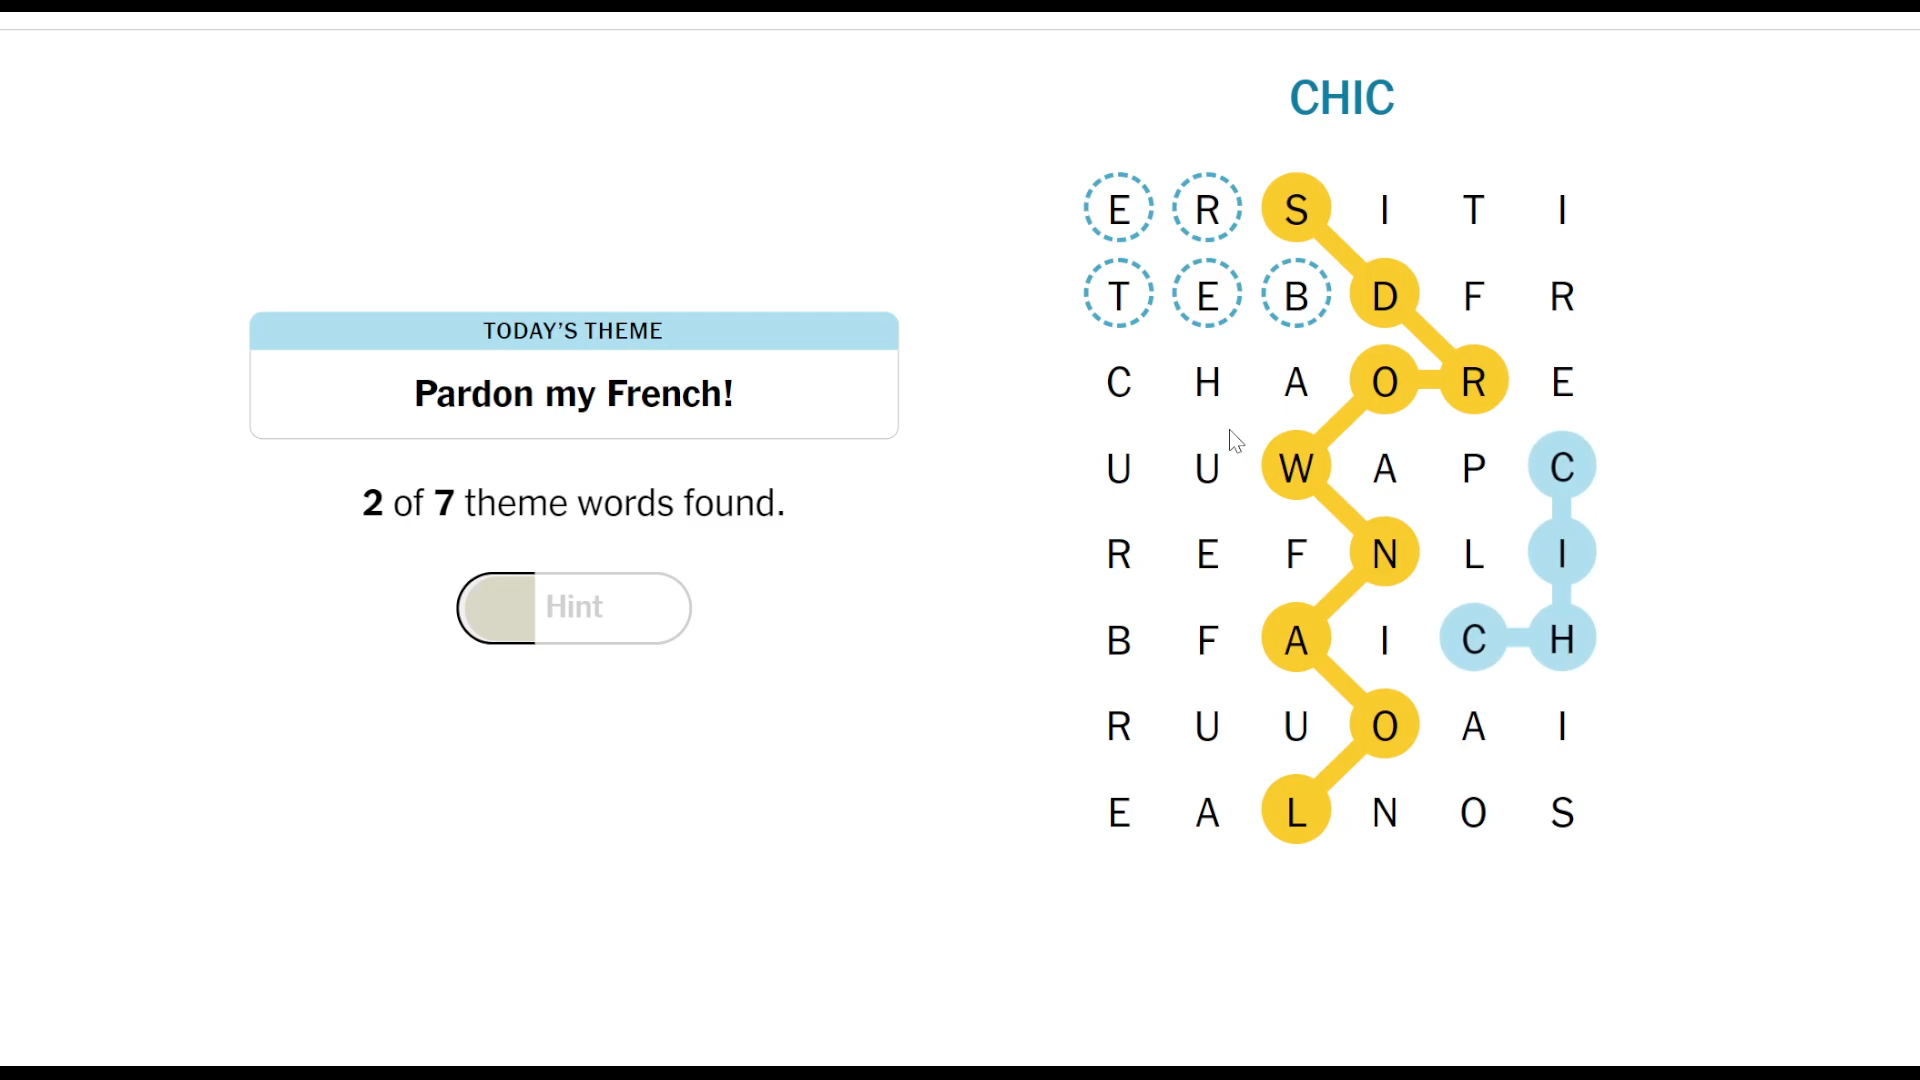 CHIC
E R S I T I
T E B D F R
C H A O R E
U U W A P C
R E F N L I
B F A I C H
R U U O A I
E A L N O S
TODAY'S THEME
Pardon my French!
2 of 7 theme words found.
Hint